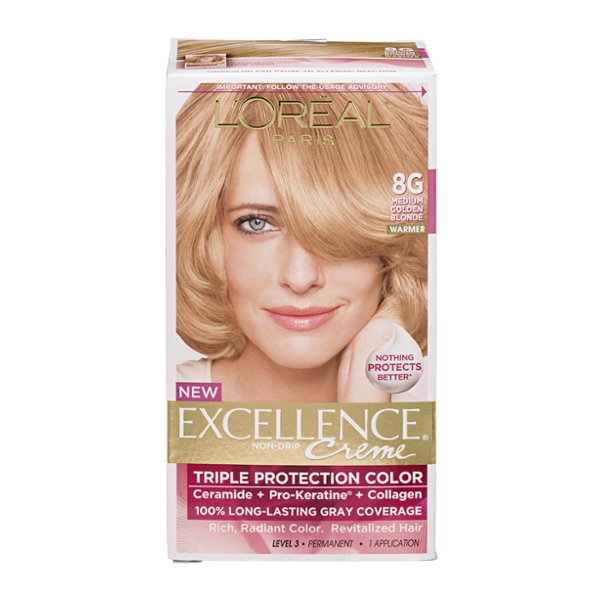 IMPORTANT: FOLLOW THE USAGE ADVISORY
L'ORÉAL
PARIS
8G
MEDIUM
GOLDEN
BLONDE
WARMER
NOTHING
PROTECTS
BETTER*
NEW
EXCELLENCE®
NON-DRIP Creme
TRIPLE PROTECTION COLOR
Ceramide + Pro-Keratine® + Collagen
100% LONG-LASTING GRAY COVERAGE
Rich, Radiant Color. Revitalized Hair
LEVEL 3 • PERMANENT • 1 APPLICATION